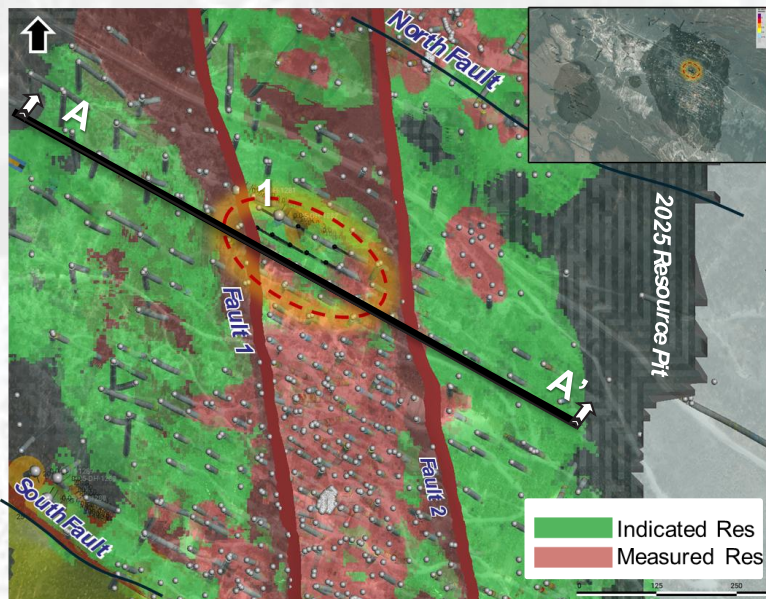 North Fault
A
1
2025 Resource Pit
Fault 1
A'
Fault 2
South Fault
Indicated Res
Measured Res
0 125 250